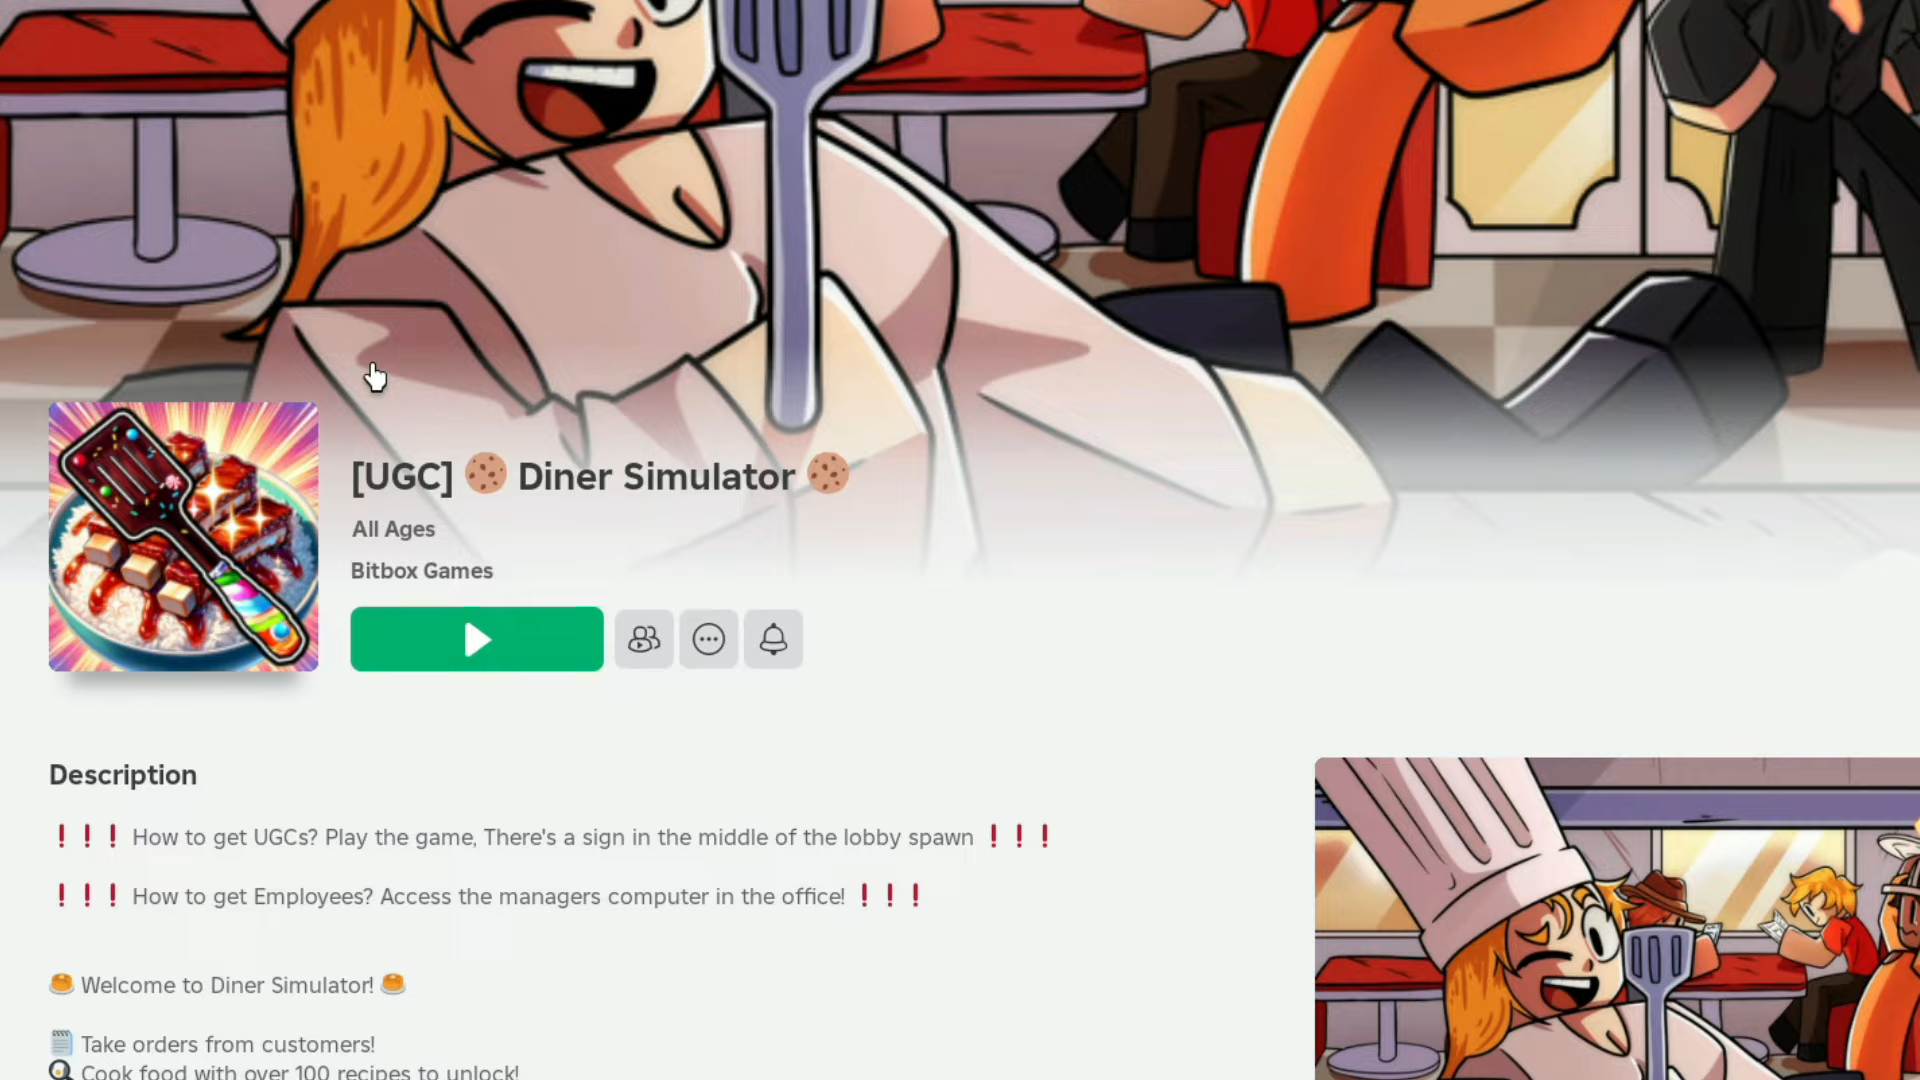 [UGC] 🍪 Diner Simulator 🍪
All Ages
Bitbox Games
Description
❗❗❗ How to get UGCs? Play the game, There's a sign in the middle of the lobby spawn ❗❗❗
❗❗❗ How to get Employees? Access the managers computer in the office! ❗❗❗
🥞 Welcome to Diner Simulator! 🥞
🗒️ Take orders from customers!
🍳 Cook food with over 100 recipes to unlock!